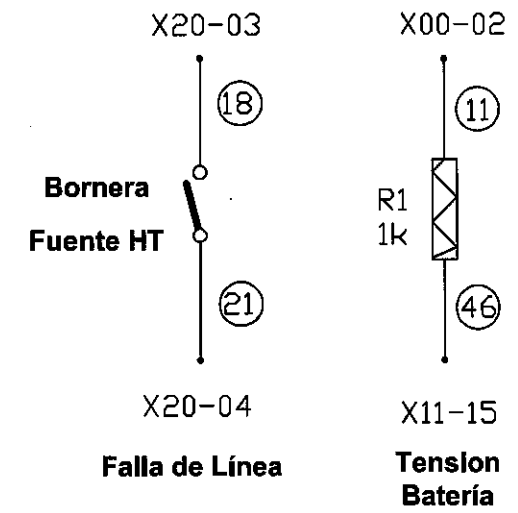 X20-03
18
Bornera
Fuente HT
21
X20-04
Falla de Línea
X00-02
11
R1
1k
46
X11-15
Tension
Batería